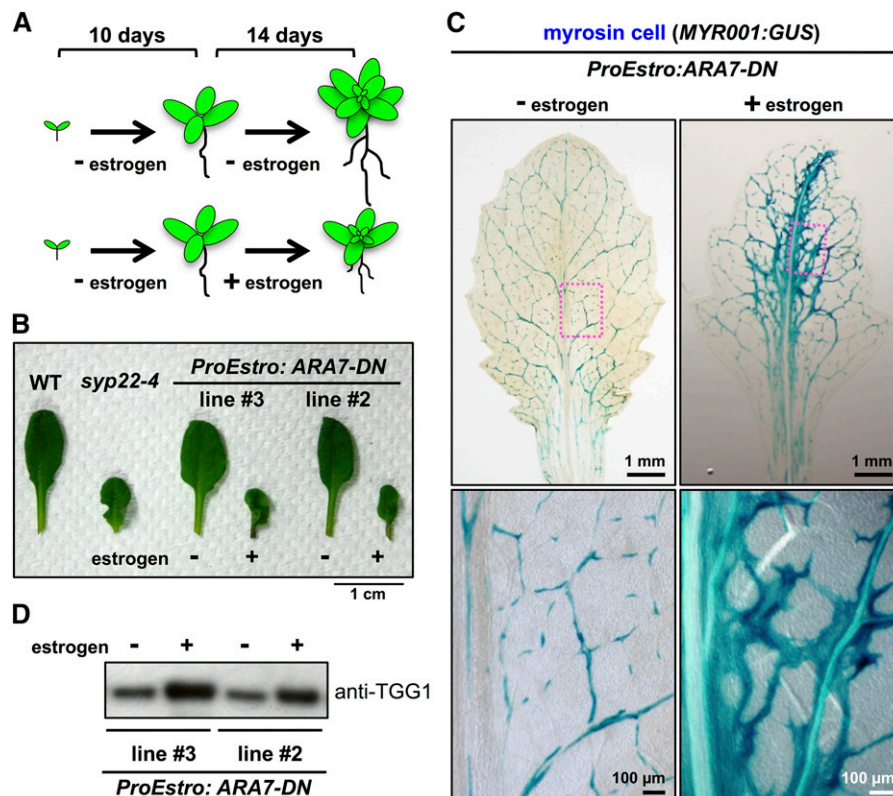 A
10 days 14 days
- estrogen - estrogen
- estrogen + estrogen
B
WT syp22-4 ProEstro: ARA7-DN
line #3 line #2
estrogen - + - +
1 cm
D
estrogen - + - +
anti-TGG1
line #3 line #2
ProEstro: ARA7-DN
C
myrosin cell (MYR001:GUS)
ProEstro:ARA7-DN
- estrogen + estrogen
1 mm 1 mm
100 µm 100 µm